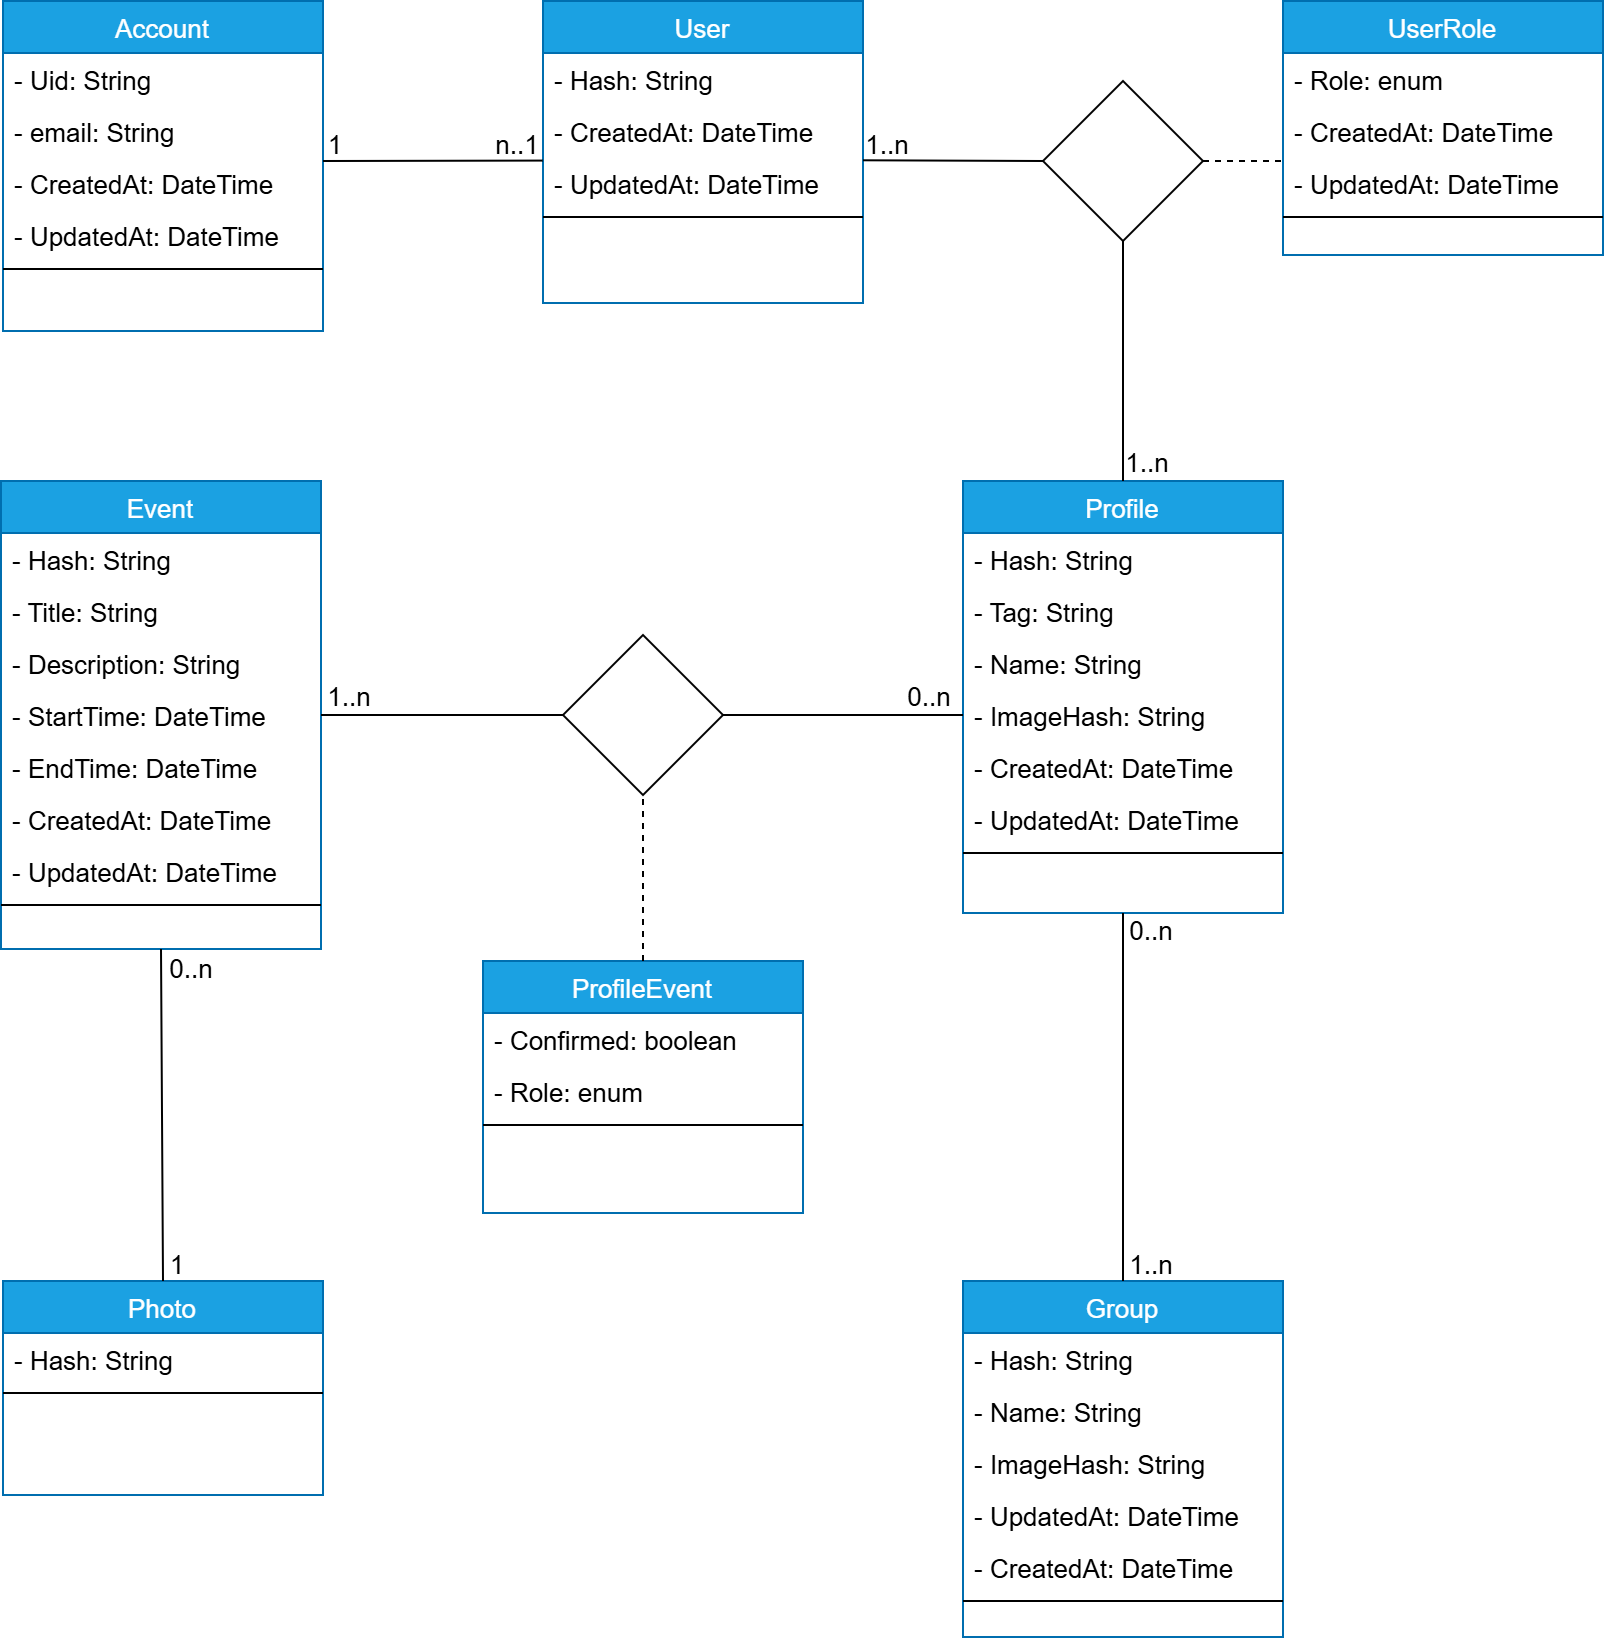 Account
- Uid: String
- email: String
- CreatedAt: DateTime
- UpdatedAt: DateTime
1
n..1
User
- Hash: String
- CreatedAt: DateTime
- UpdatedAt: DateTime
1..n
UserRole
- Role: enum
- CreatedAt: DateTime
- UpdatedAt: DateTime
1..n
Event
- Hash: String
- Title: String
- Description: String
- StartTime: DateTime
- EndTime: DateTime
- CreatedAt: DateTime
- UpdatedAt: DateTime
1..n
0..n
Profile
- Hash: String
- Tag: String
- Name: String
- ImageHash: String
- CreatedAt: DateTime
- UpdatedAt: DateTime
0..n
0..n
ProfileEvent
- Confirmed: boolean
- Role: enum
1
1..n
Photo
- Hash: String
Group
- Hash: String
- Name: String
- ImageHash: String
- UpdatedAt: DateTime
- CreatedAt: DateTime